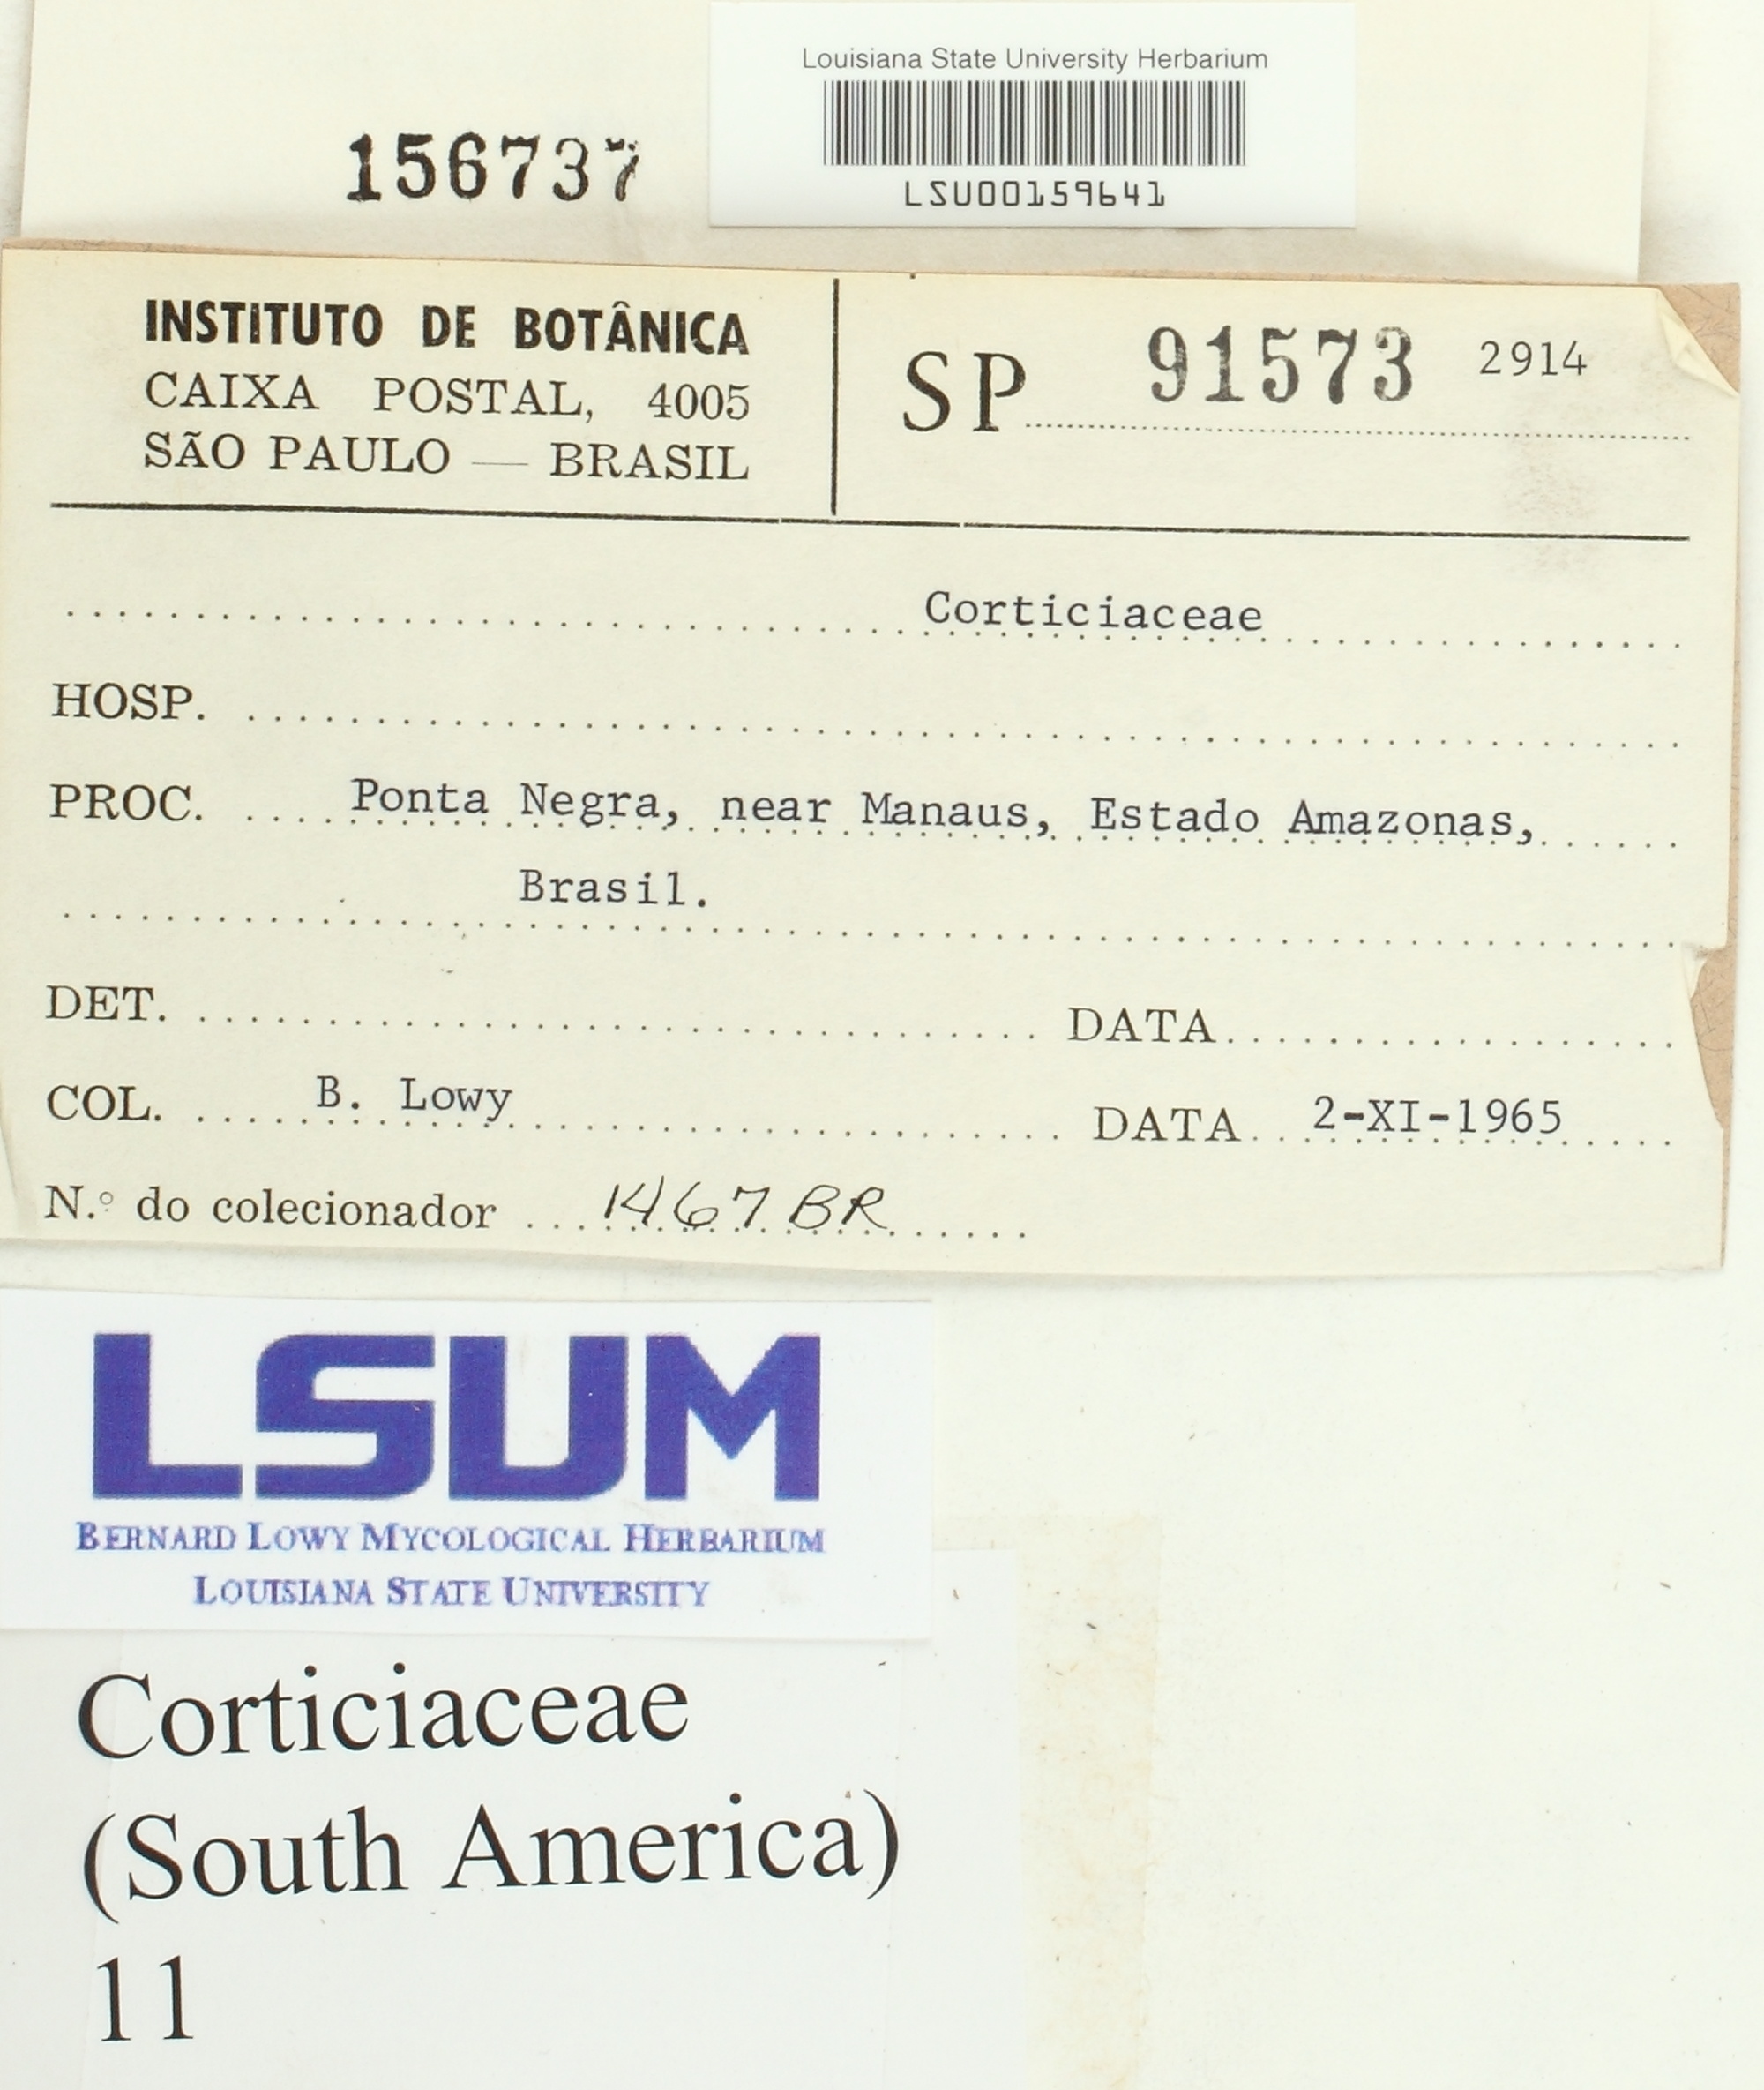 Louisiana State University Herbarium
156737
LSU00159641
INSTITUTO DE BOTÂNICA
CAIXA POSTAL, 4005
SÃO PAULO — BRASIL
SP 91573 2914
Corticiaceae
HOSP.
PROC. Ponta Negra, near Manaus, Estado Amazonas,
Brasil.
DET. DATA
COL. B. Lowy DATA 2-XI-1965
N.º do colecionador 1467 BR
LSUM
BERNARD LOWY MYCOLOGICAL HERBARIUM
LOUISIANA STATE UNIVERSITY
Corticiaceae
(South America)
11